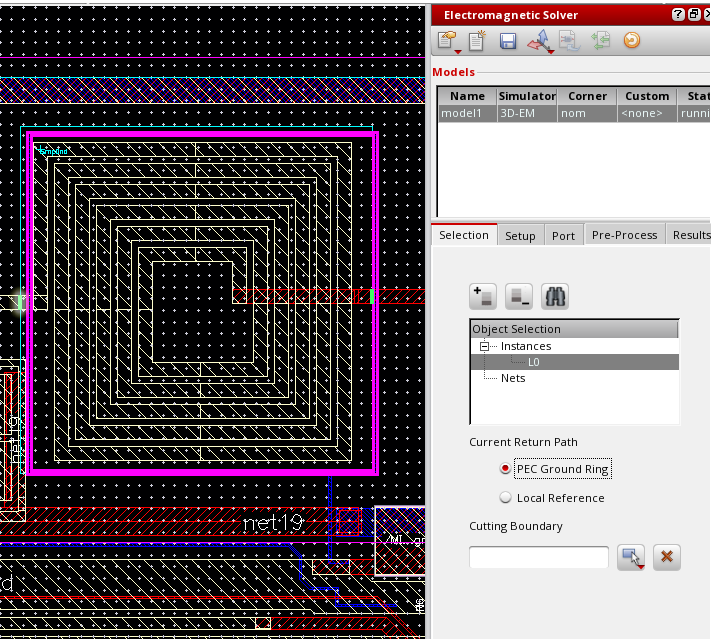 Electromagnetic Solver
Models
Name Simulator Corner Custom Stat
model1 3D-EM nom <none> runni
Selection Setup Port Pre-Process Results
Object Selection
Instances
L0
Nets
Current Return Path
PEC Ground Ring
Local Reference
Cutting Boundary
net19
net19
d